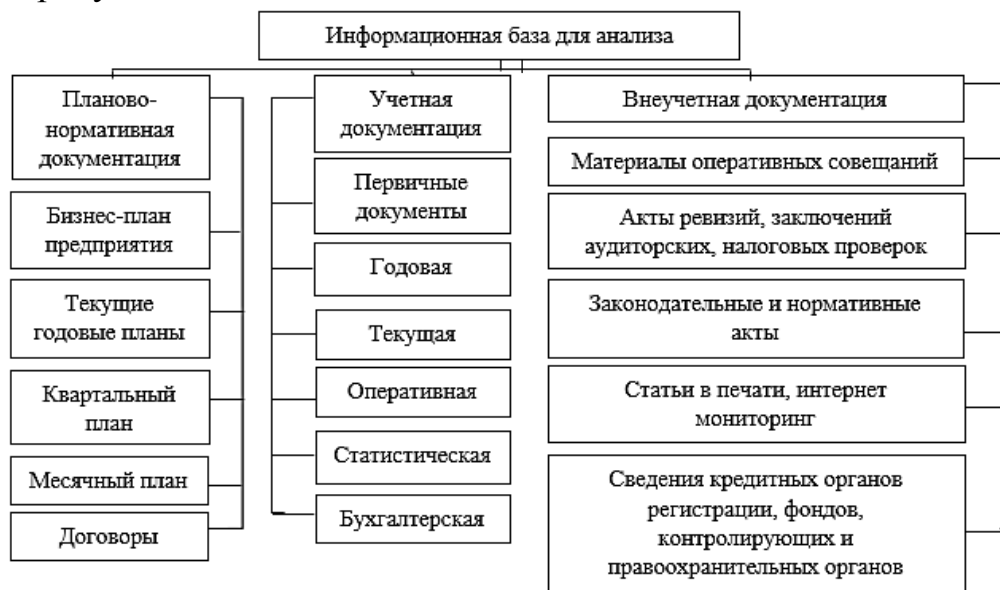 Информационная база для анализа
Планово-
нормативная
документация
Бизнес-план
предприятия
Текущие
годовые планы
Квартальный
план
Месячный план
Договоры
Учетная
документация
Первичные
документы
Годовая
Текущая
Оперативная
Статистическая
Бухгалтерская
Внеучетная документация
Материалы оперативных совещаний
Акты ревизий, заключений
аудиторских, налоговых проверок
Законодательные и нормативные
акты
Статьи в печати, интернет
мониторинг
Сведения кредитных органов
регистрации, фондов,
контролирующих и
правоохранительных органов